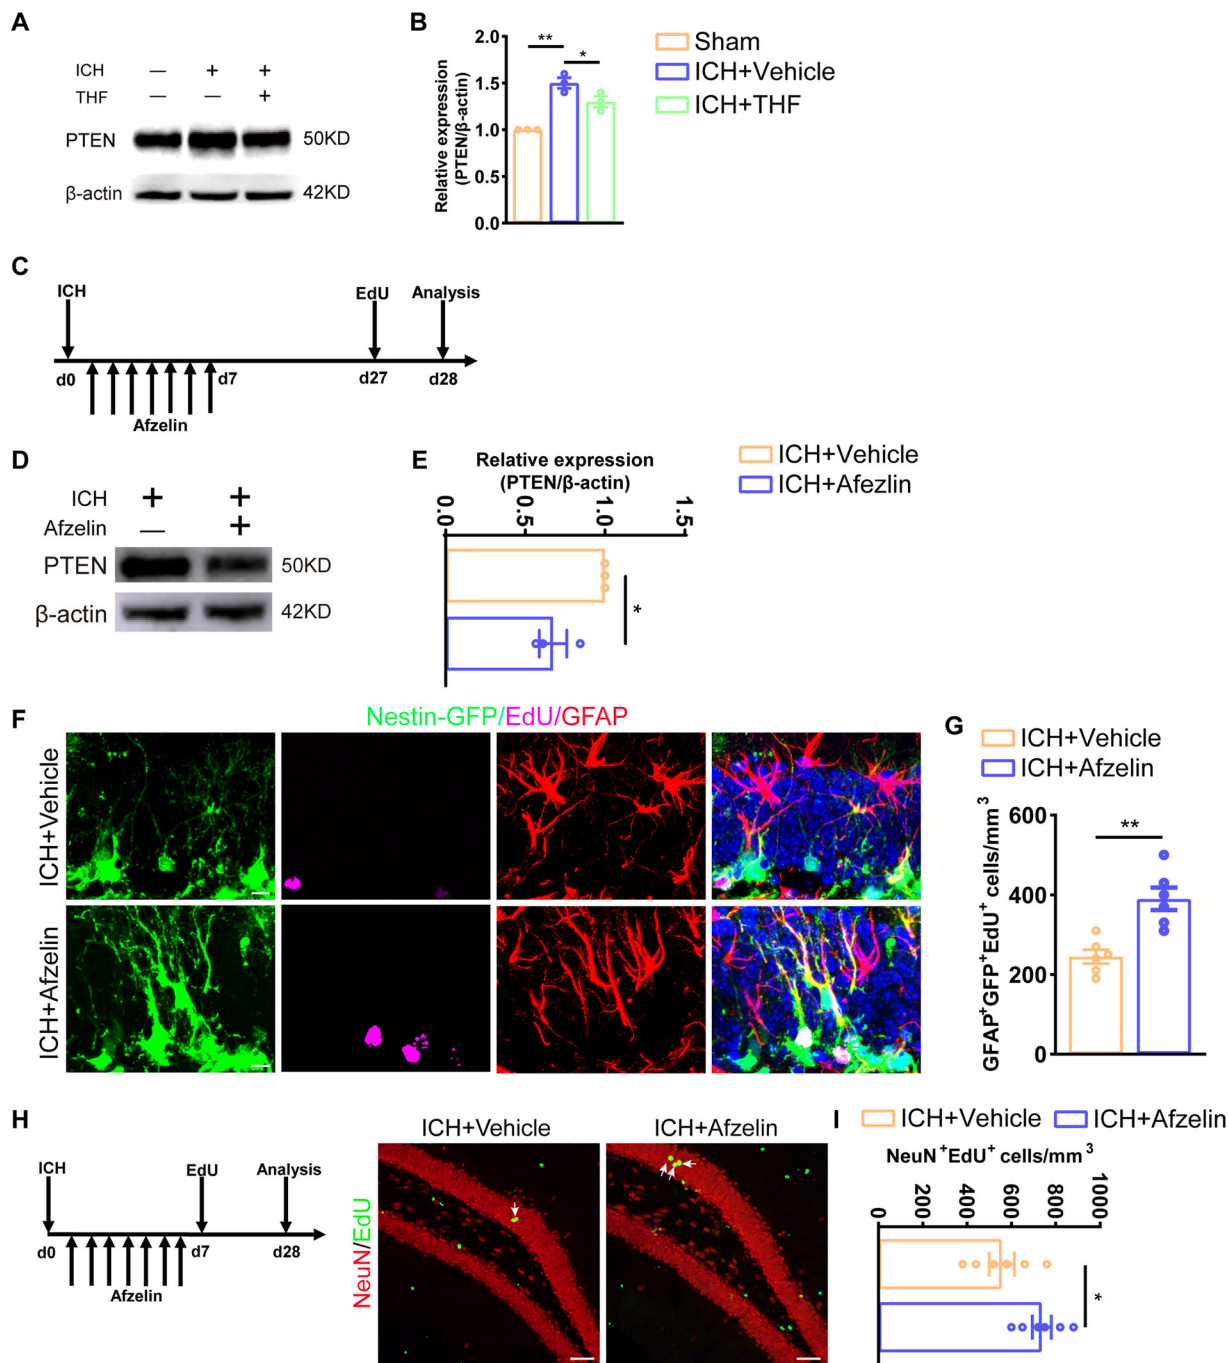 A
ICH — + +
THF — — +
PTEN 50KD
β-actin 42KD
B
Relative expression
(PTEN/β-actin)
2.0
1.5
1.0
0.5
0.0
**
*
Sham
ICH+Vehicle
ICH+THF
C
ICH EdU Analysis
d0 d7 d27 d28
Afzelin
D
ICH + +
Afzelin — +
PTEN 50KD
β-actin 42KD
E
Relative expression
(PTEN/β-actin)
0.0 0.5 1.0 1.5
*
ICH+Vehicle
ICH+Afezlin
F
Nestin-GFP/EdU/GFAP
ICH+Vehicle
ICH+Afzelin
G
ICH+Vehicle
ICH+Afzelin
GFAP⁺GFP⁺EdU⁺ cells/mm³
600
400
200
0
**
H
ICH EdU Analysis
d0 d7 d28
Afzelin
ICH+Vehicle ICH+Afzelin
NeuN/EdU
I
ICH+Vehicle ICH+Afzelin
NeuN⁺EdU⁺ cells/mm³
0 200 400 600 800 1000
*